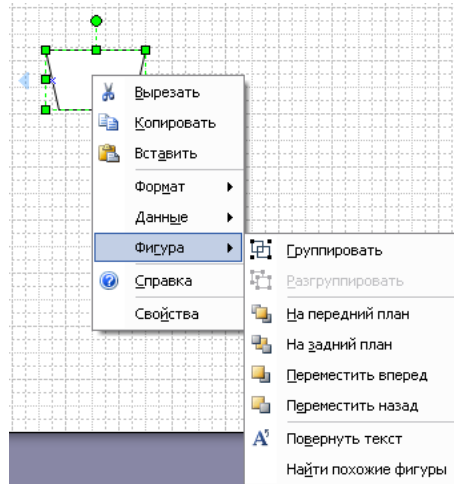 Вырезать
Копировать
Вставить
Формат
Данные
Фигура
Справка
Свойства
Группировать
Разгруппировать
На передний план
На задний план
Переместить вперед
Переместить назад
Повернуть текст
Найти похожие фигуры